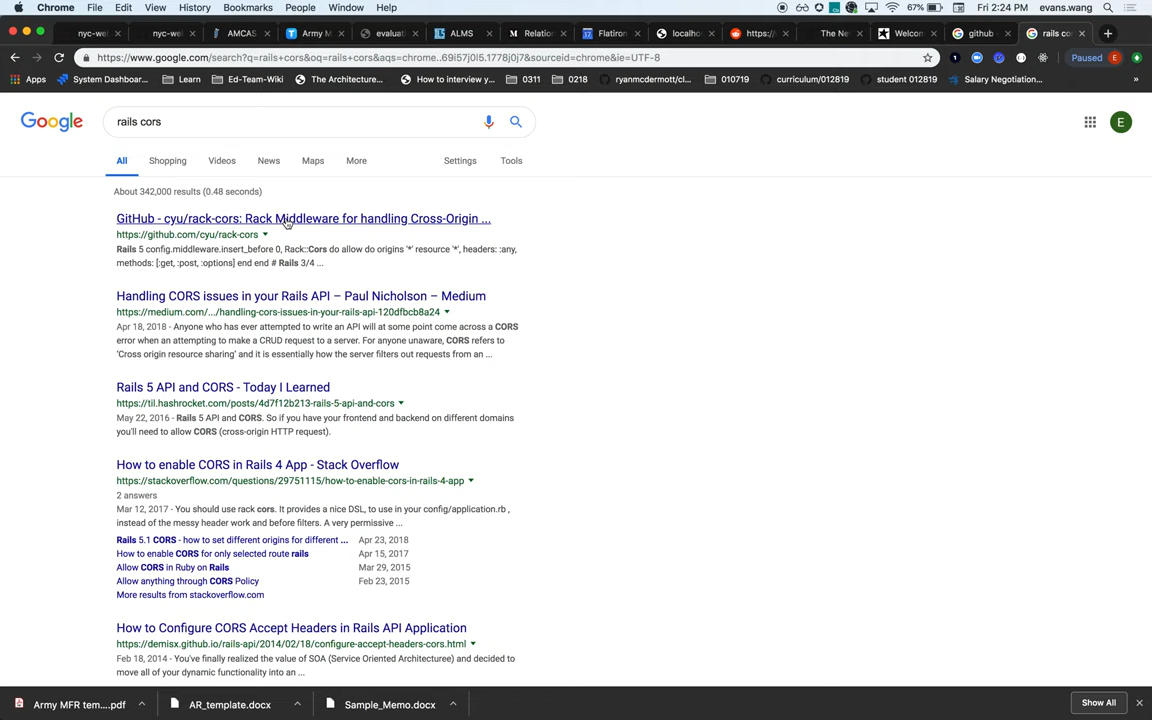 Chrome File Edit View History Bookmarks People Window Help 67% Fri 2:24 PM evans.wang
nyc-we nyc-we AMCAS Army M evaluati ALMS Relation Flatiron localhos https:/ The Ne Welcom github rails co
https://www.google.com/search?q=rails+cors&oq=rails+cors&aqs=chrome..69i57j0l5.1778j0j7&sourceid=chrome&ie=UTF-8 Paused E
Apps System Dashboar... Learn Ed-Team-Wiki The Architecture... How to interview y... 0311 0218 ryanmcdermott/cl... 010719 curriculum/012819 student 012819 Salary Negotiation... »
Google rails cors E
All Shopping Videos News Maps More Settings Tools
About 342,000 results (0.48 seconds)
GitHub - cyu/rack-cors: Rack Middleware for handling Cross-Origin ...
https://github.com/cyu/rack-cors
Rails 5 config.middleware.insert_before 0, Rack::Cors do allow do origins '*' resource '*', headers: :any,
methods: [:get, :post, :options] end end # Rails 3/4 ...
Handling CORS issues in your Rails API – Paul Nicholson – Medium
https://medium.com/.../handling-cors-issues-in-your-rails-api-120dfbcb8a24
Apr 18, 2018 - Anyone who has ever attempted to write an API will at some point come across a CORS
error when an attempting to make a CRUD request to a server. For anyone unaware, CORS refers to
'Cross origin resource sharing' and it is essentially how the server filters out requests from an ...
Rails 5 API and CORS - Today I Learned
https://til.hashrocket.com/posts/4d7f12b213-rails-5-api-and-cors
May 22, 2016 - Rails 5 API and CORS. So if you have your frontend and backend on different domains
you'll need to allow CORS (cross-origin HTTP request).
How to enable CORS in Rails 4 App - Stack Overflow
https://stackoverflow.com/questions/29751115/how-to-enable-cors-in-rails-4-app
2 answers
Mar 12, 2017 - You should use rack cors. It provides a nice DSL, to use in your config/application.rb ,
instead of the messy header work and before filters. A very permissive ...
Rails 5.1 CORS - how to set different origins for different ... Apr 23, 2018
How to enable CORS for only selected route rails Apr 15, 2017
Allow CORS in Ruby on Rails Mar 29, 2015
Allow anything through CORS Policy Feb 23, 2015
More results from stackoverflow.com
How to Configure CORS Accept Headers in Rails API Application
https://demisx.github.io/rails-api/2014/02/18/configure-accept-headers-cors.html
Feb 18, 2014 - You've finally realized the value of SOA (Service Oriented Architecturee) and decided to
move all of your dynamic functionality into an ...
Army MFR tem....pdf AR_template.docx Sample_Memo.docx Show All